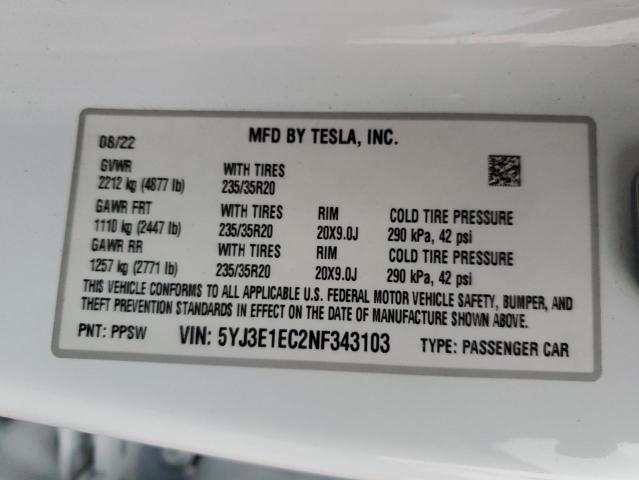 08/22 MFD BY TESLA, INC.
GVWR WITH TIRES
2212 kg (4877 lb) 235/35R20
GAWR FRT WITH TIRES RIM COLD TIRE PRESSURE
1110 kg (2447 lb) 235/35R20 20X9.0J 290 kPa, 42 psi
GAWR RR WITH TIRES RIM COLD TIRE PRESSURE
1257 kg (2771 lb) 235/35R20 20X9.0J 290 kPa, 42 psi
THIS VEHICLE CONFORMS TO ALL APPLICABLE U.S. FEDERAL MOTOR VEHICLE SAFETY, BUMPER, AND
THEFT PREVENTION STANDARDS IN EFFECT ON THE DATE OF MANUFACTURE SHOWN ABOVE.
PNT: PPSW VIN: 5YJ3E1EC2NF343103 TYPE: PASSENGER CAR